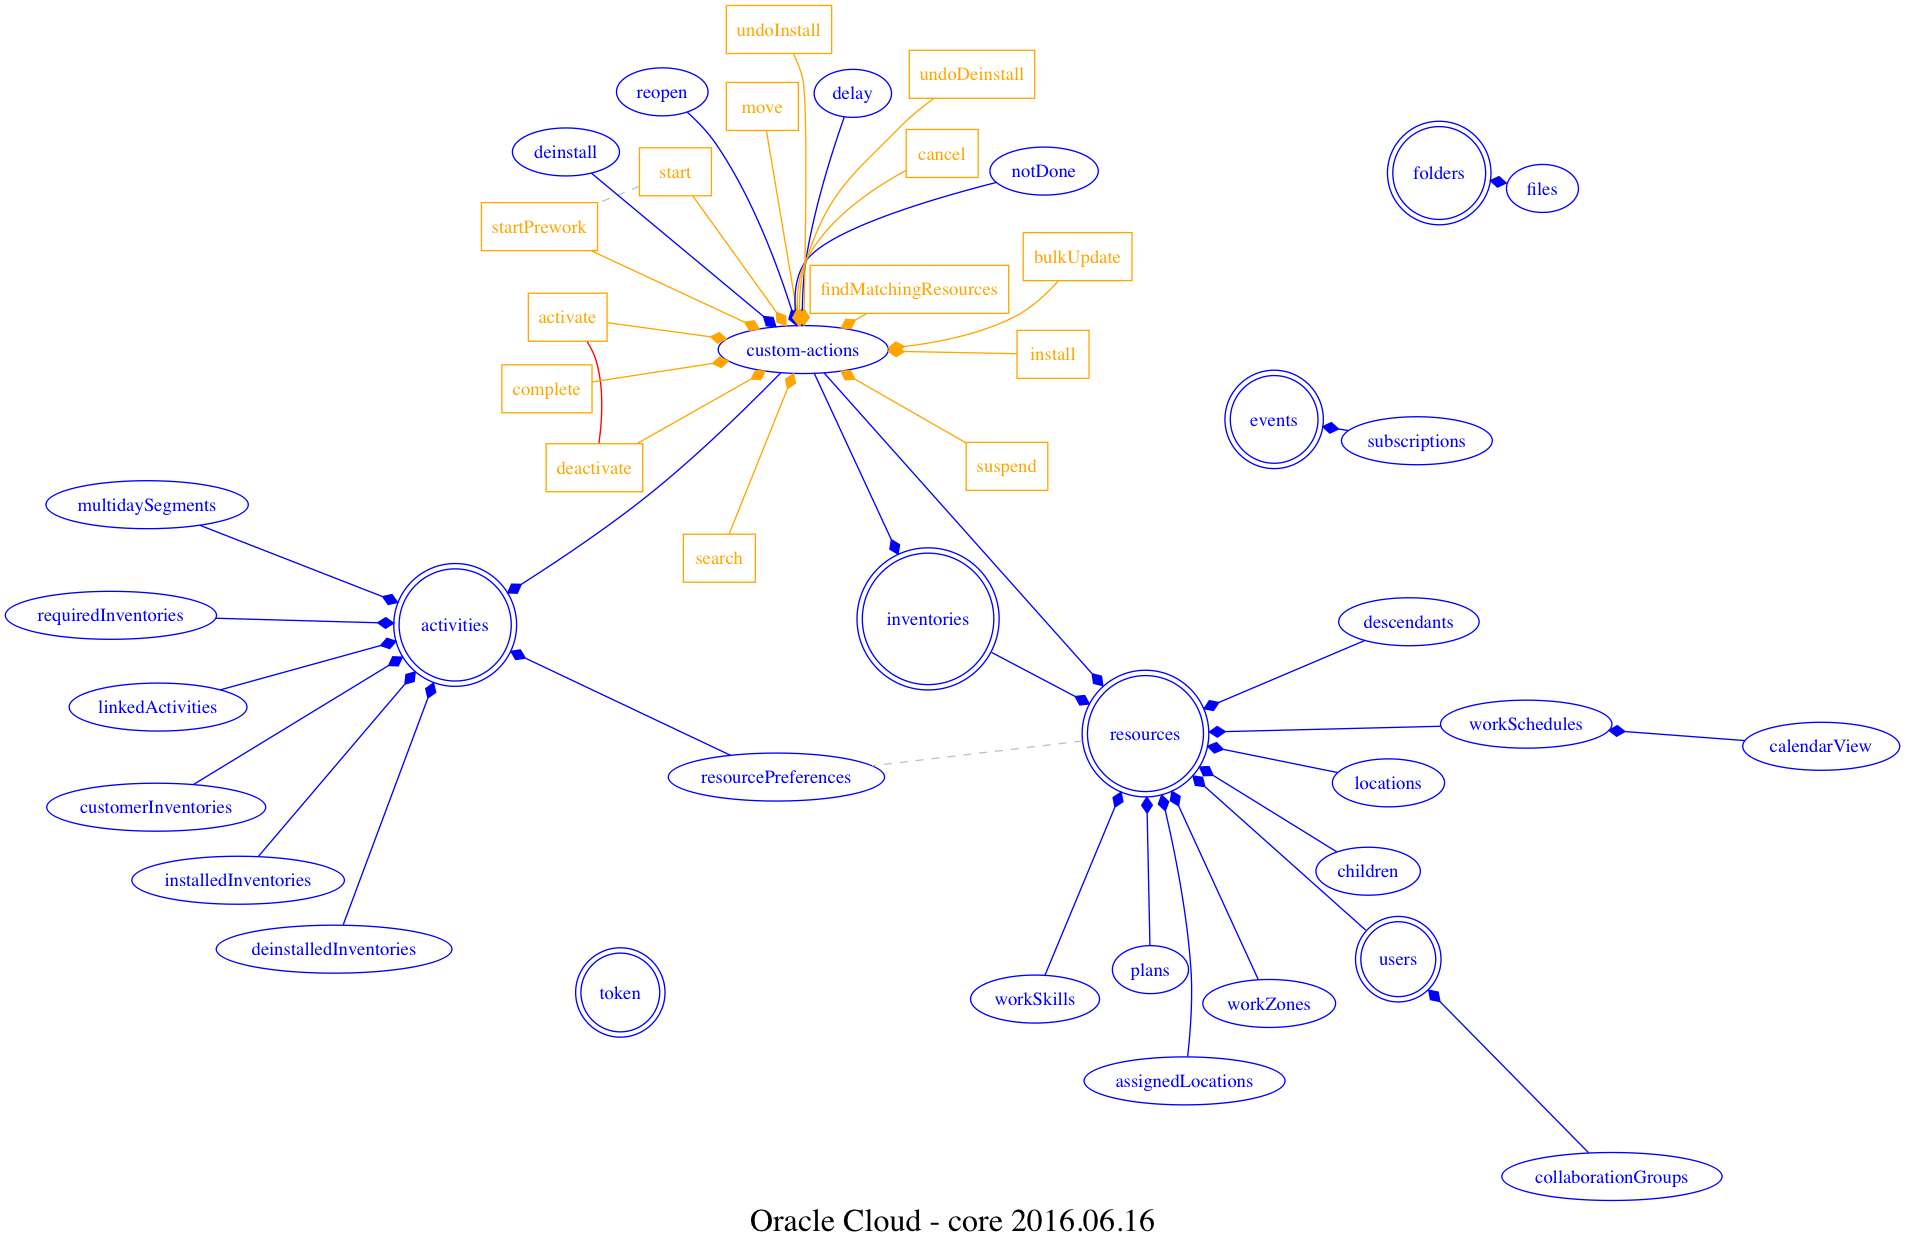 undoInstall
undoDeinstall
reopen
delay
move
deinstall
cancel
start
notDone
folders
files
startPrework
bulkUpdate
findMatchingResources
activate
custom-actions
install
complete
events
subscriptions
deactivate
suspend
multidaySegments
search
requiredInventories
activities
inventories
descendants
linkedActivities
resources
workSchedules
calendarView
resourcePreferences
locations
customerInventories
children
installedInventories
deinstalledInventories
users
plans
token
workSkills
workZones
assignedLocations
collaborationGroups
Oracle Cloud - core 2016.06.16